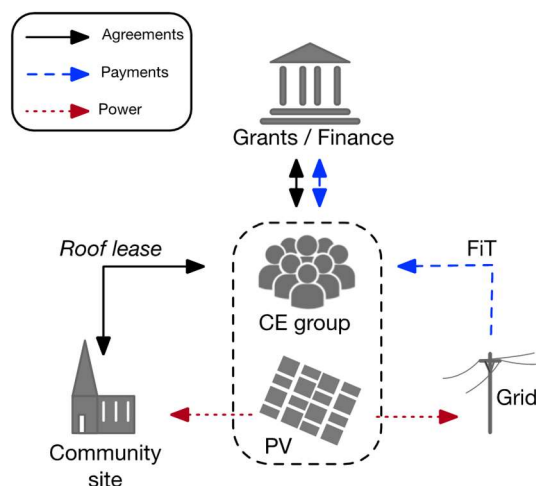 Agreements
Payments
Power
Grants / Finance
Roof lease
FiT
CE group
Grid
PV
Community
site